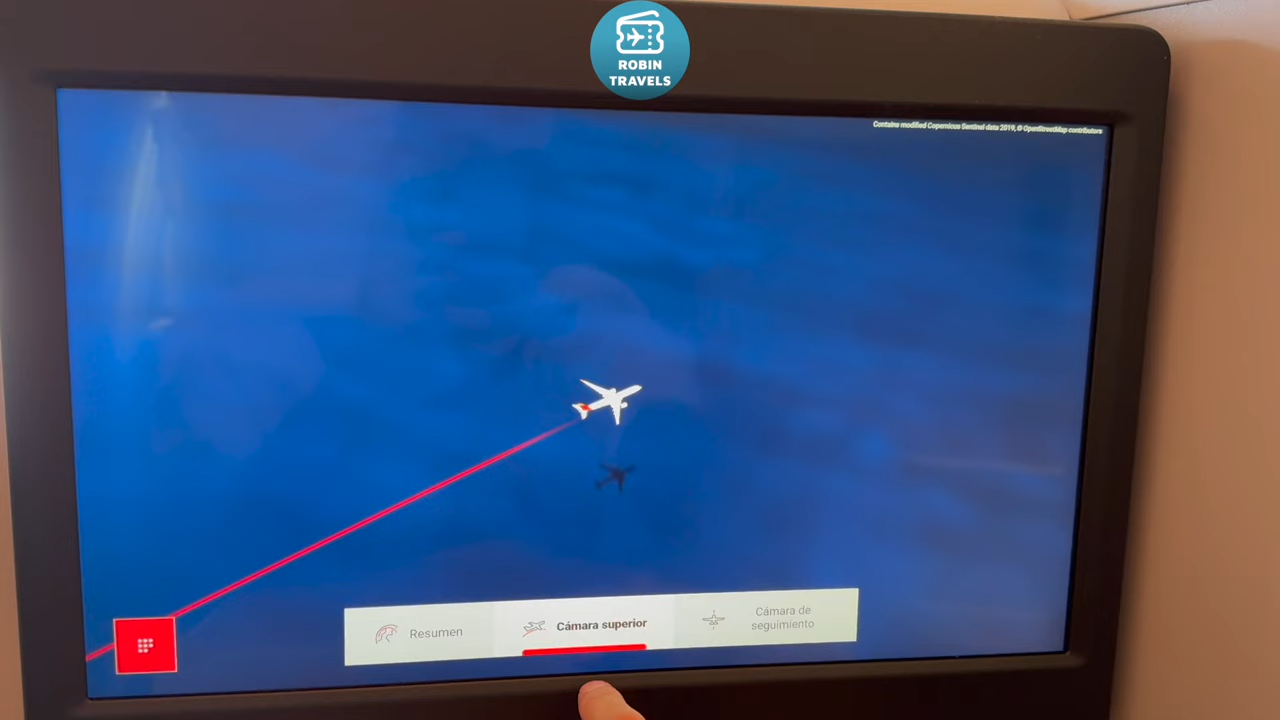 ROBIN
TRAVELS
Contains modified Copernicus Sentinel data 2019, © OpenStreetMap contributors
Resumen
Cámara superior
Cámara de
seguimiento